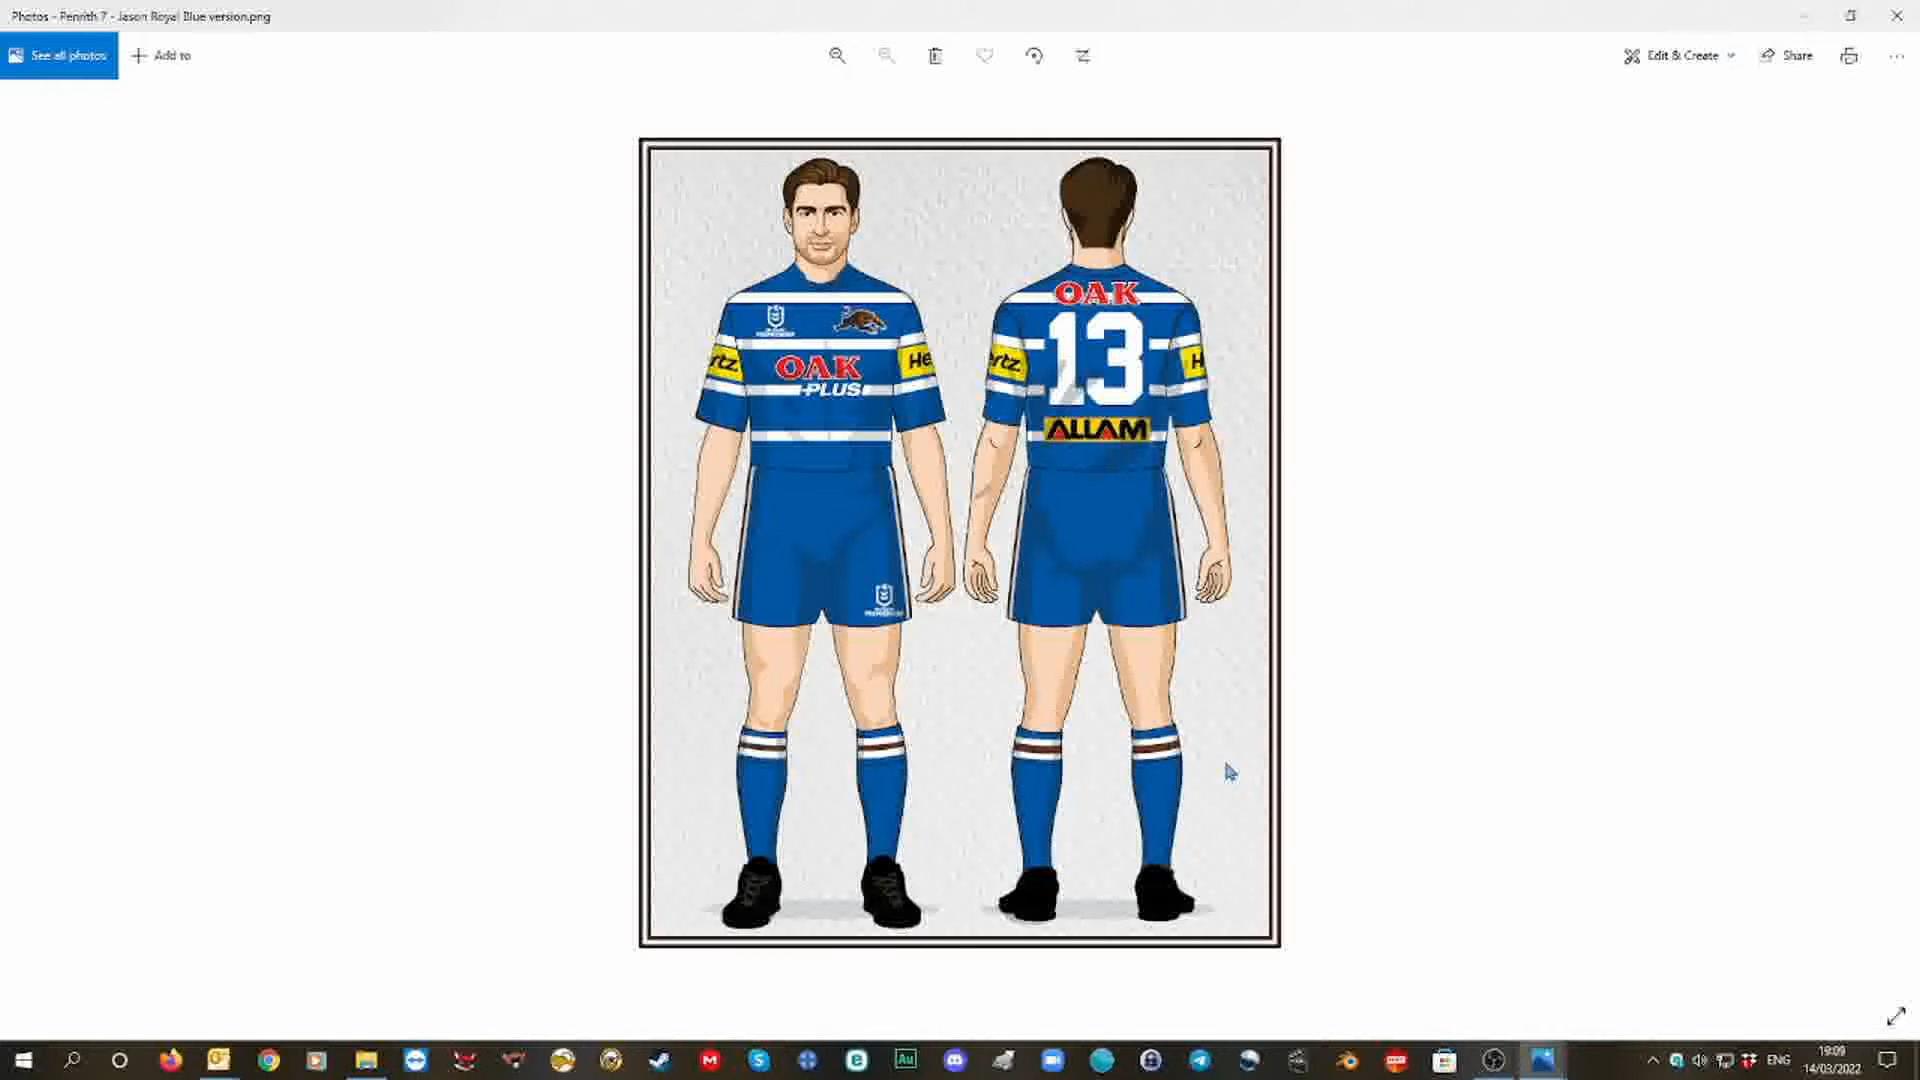 Photos - Penrith 7 - Jason Royal Blue version.png
See all photos
Add to
Edit & Create
Share
OAK
13
rtz
OAK
He
ertz
H
PLUS
ALLAM
ENG
19:09
14/03/2022